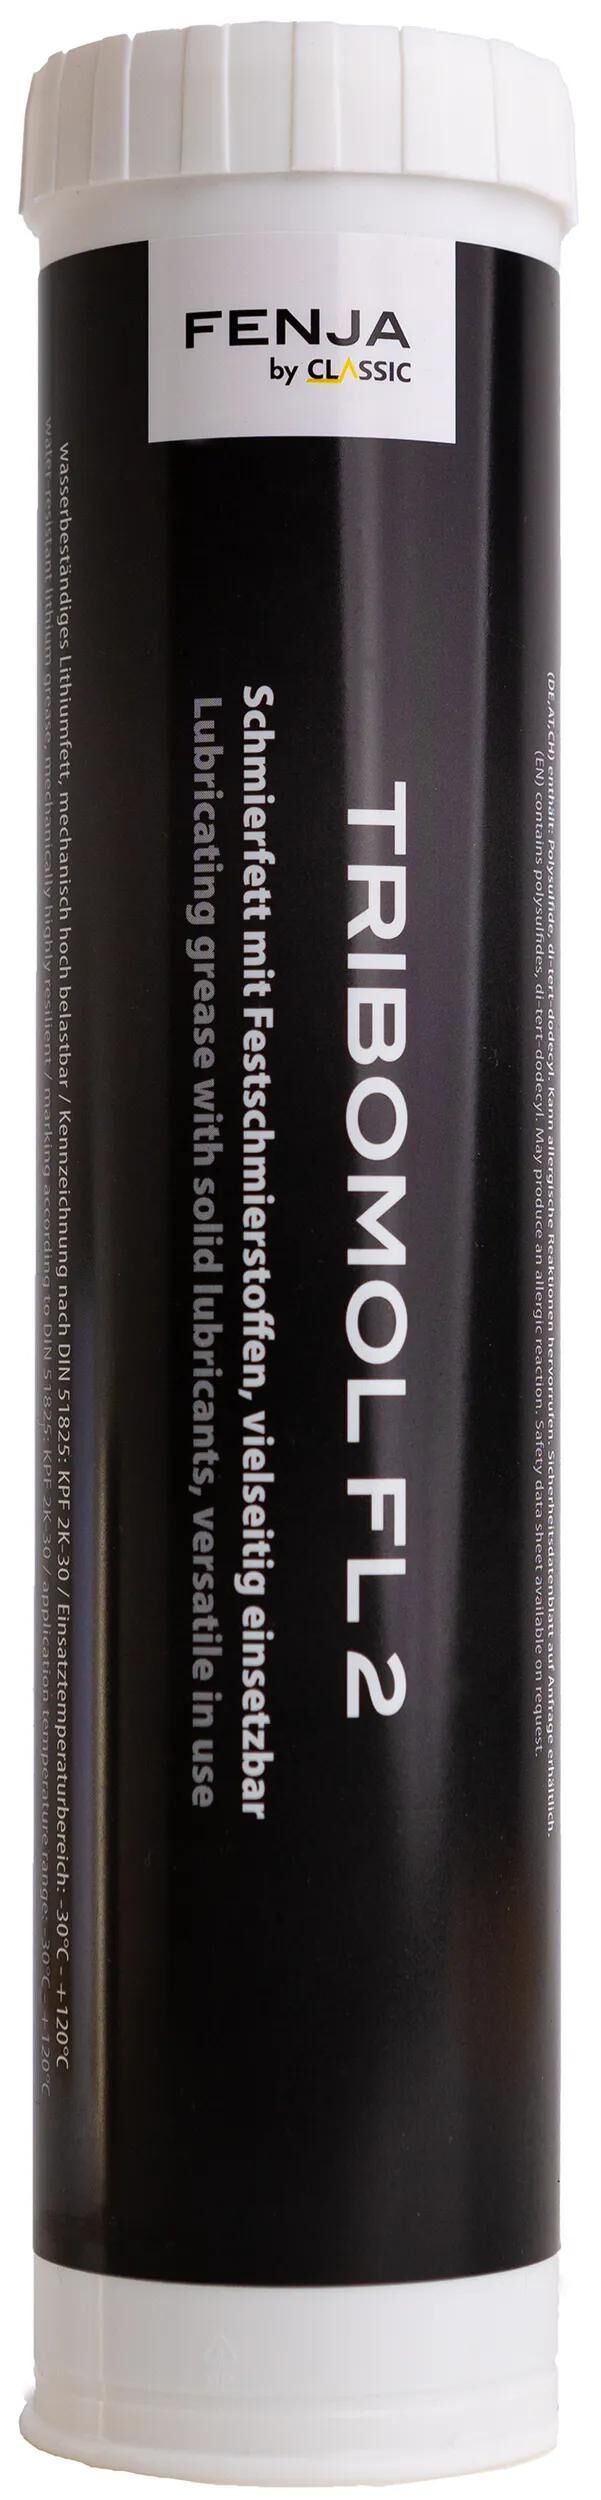 FENJA
by CLASSIC
TRIBOMOL FL 2
Schmierfett mit Festschmierstoffen, vielseitig einsetzbar
Lubricating grease with solid lubricants, versatile in use
(DE,AT,CH) enthält: Polysulfide, di-tert-dodecyl. Kann allergische Reaktionen hervorrufen. Sicherheitsdatenblatt auf Anfrage erhältlich.
(EN) contains polysulfides, di-tert-dodecyl. May produce an allergic reaction. Safety data sheet available on request.
wasserbeständiges Lithiumfett, mechanisch hoch belastbar / Kennzeichnung nach DIN 51825: KPF 2K-30 / Einsatztemperaturbereich: -30°C - +120°C
water-resistant lithium grease, mechanically highly resilient / marking according to DIN 51825: KPF 2K-30 / application temperature range: -30°C - +120°C